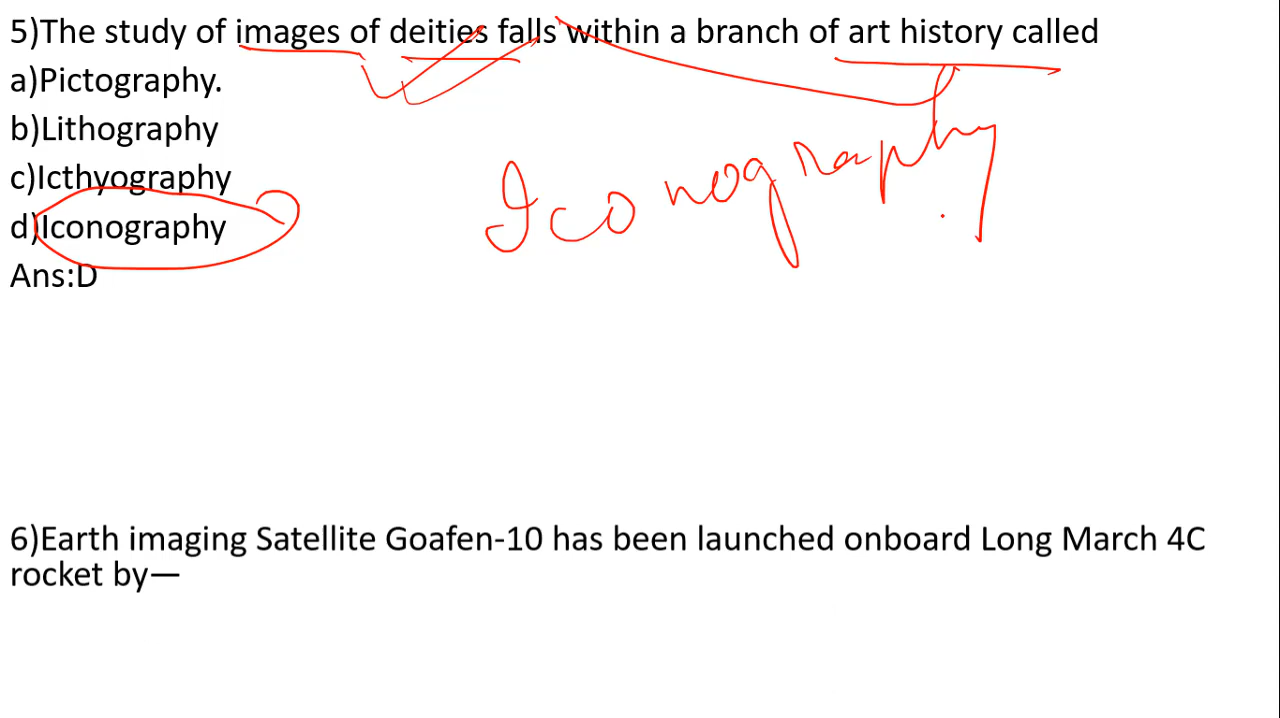 5)The study of images of deities falls within a branch of art history called
a)Pictography.
b)Lithography
c)Icthyography
Iconography
d)Iconography
Ans:D
6)Earth imaging Satellite Goafen-10 has been launched onboard Long March 4C
rocket by—